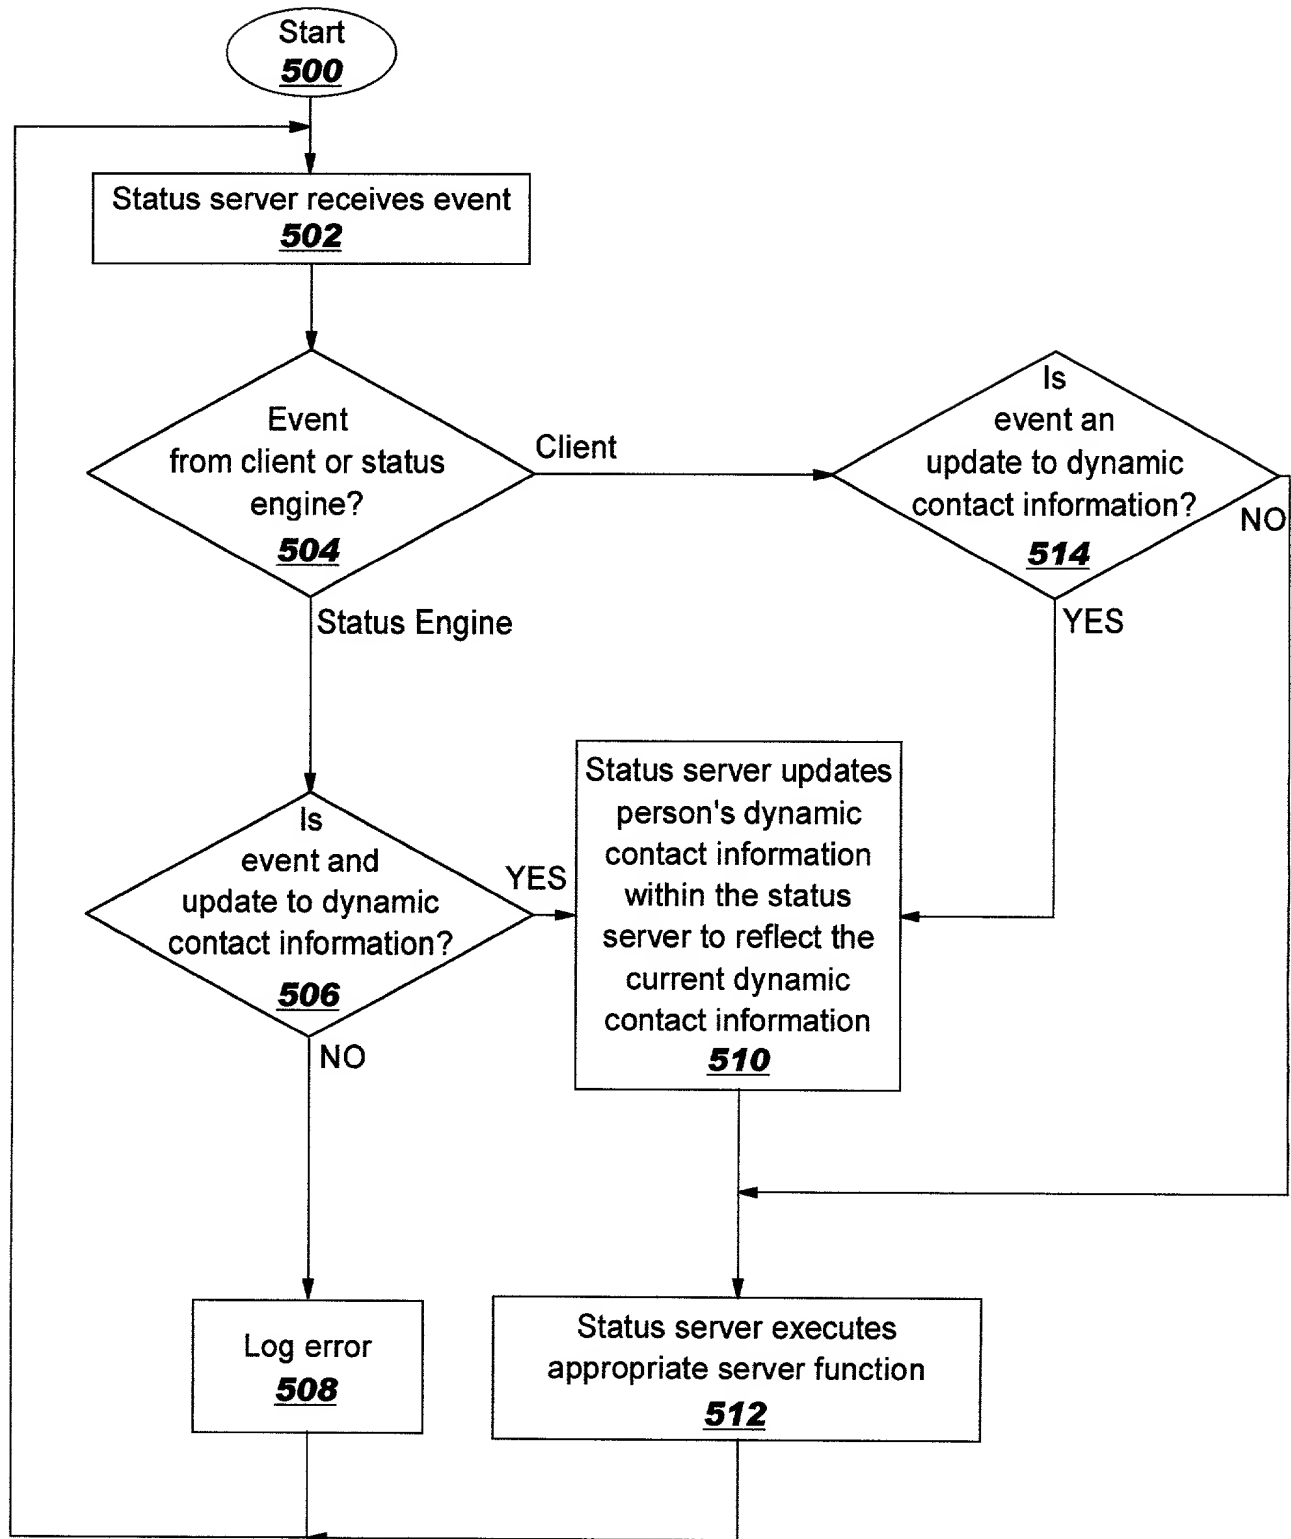 Start
500
Status server receives event
502
Event
from client or status
engine?
504
Client
Status Engine
Is
event an
update to dynamic
contact information?
514
NO
YES
Is
event and
update to dynamic
contact information?
506
YES
NO
Status server updates
person's dynamic
contact information
within the status
server to reflect the
current dynamic
contact information
510
Log error
508
Status server executes
appropriate server function
512